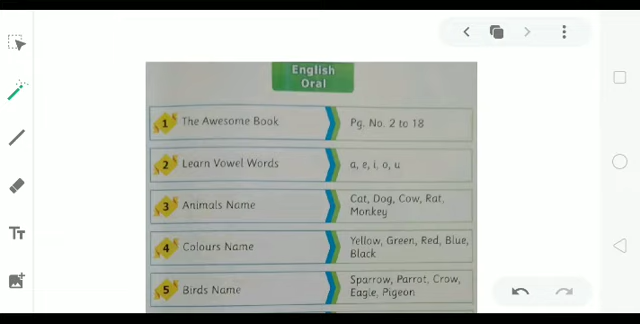 English
Oral
1 The Awesome Book Pg. No. 2 to 18
2 Learn Vowel Words a, e, i, o, u
3 Animals Name Cat, Dog, Cow, Rat,
Monkey
4 Colours Name Yellow, Green, Red, Blue,
Black
5 Birds Name Sparrow, Parrot, Crow,
Eagle, Pigeon
TT